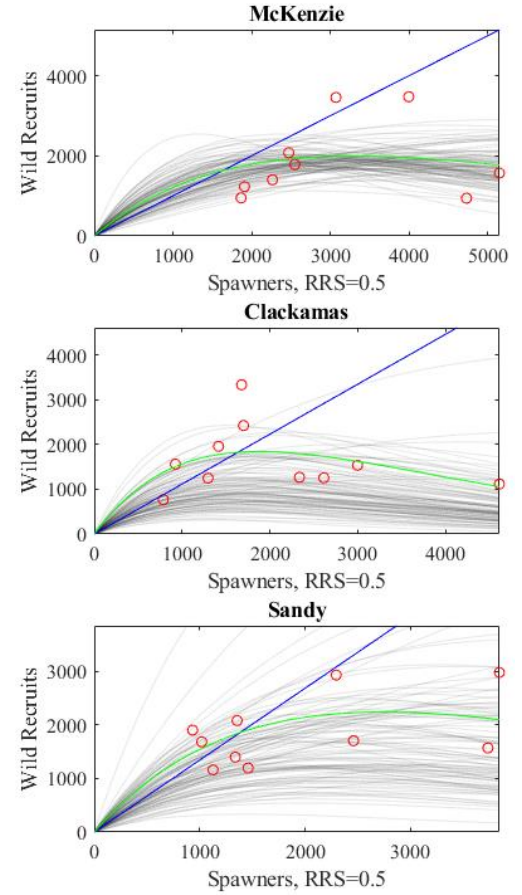 McKenzie
Wild Recruits
4000
2000
0
0 1000 2000 3000 4000 5000
Spawners, RRS=0.5
Clackamas
Wild Recruits
4000
3000
2000
1000
0
0 1000 2000 3000 4000
Spawners, RRS=0.5
Sandy
Wild Recruits
3000
2000
1000
0
0 1000 2000 3000
Spawners, RRS=0.5